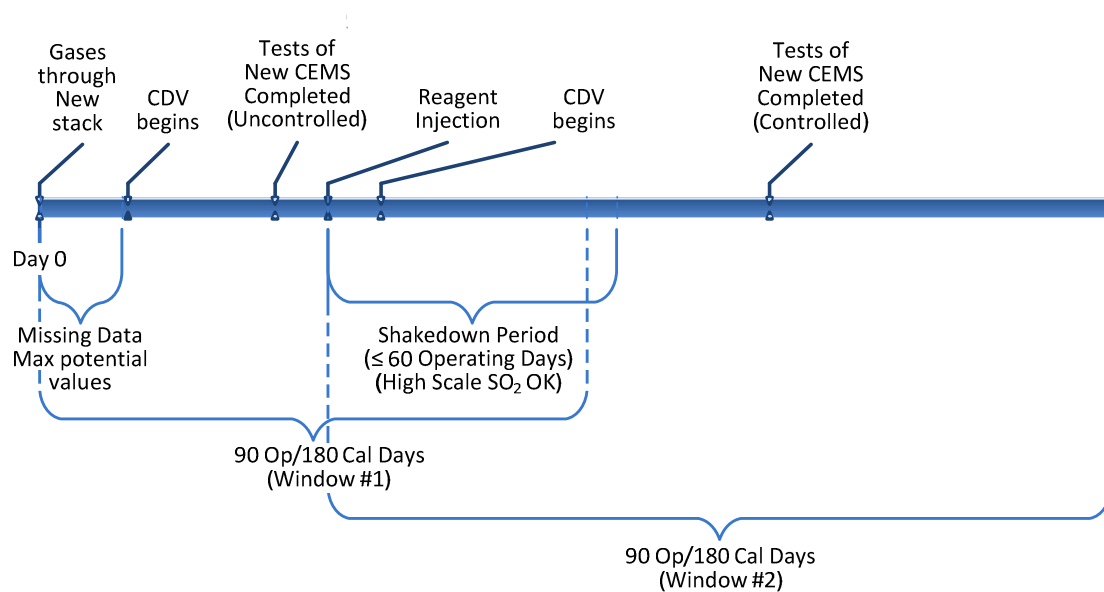 Gases
through
New
stack
CDV
begins
Tests of
New CEMS
Completed
(Uncontrolled)
Reagent
Injection
CDV
begins
Tests of
New CEMS
Completed
(Controlled)
Day 0
Missing Data
Max potential
values
Shakedown Period
(≤ 60 Operating Days)
(High Scale SO₂ OK)
90 Op/180 Cal Days
(Window #1)
90 Op/180 Cal Days
(Window #2)